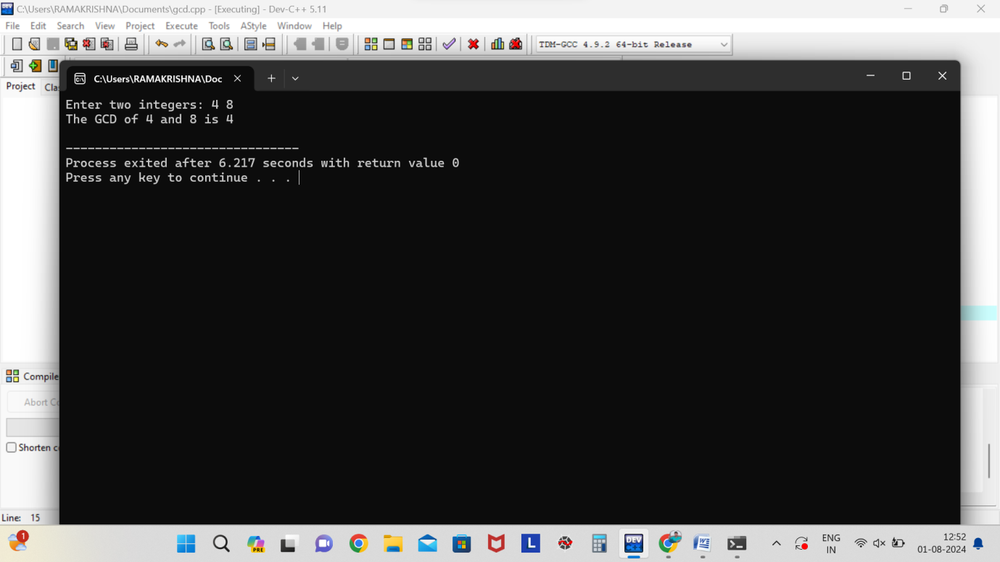 C:\Users\RAMAKRISHNA\Documents\gcd.cpp - [Executing] - Dev-C++ 5.11
File Edit Search View Project Execute Tools AStyle Window Help
TDM-GCC 4.9.2 64-bit Release
Project
C:\Users\RAMAKRISHNA\Doc
Enter two integers: 4 8
The GCD of 4 and 8 is 4
--------------------------------
Process exited after 6.217 seconds with return value 0
Press any key to continue . . .
Compile
Abort
Shorten
Line: 15
1
PRE
L
DEV C++
ENG
IN
12:52
01-08-2024